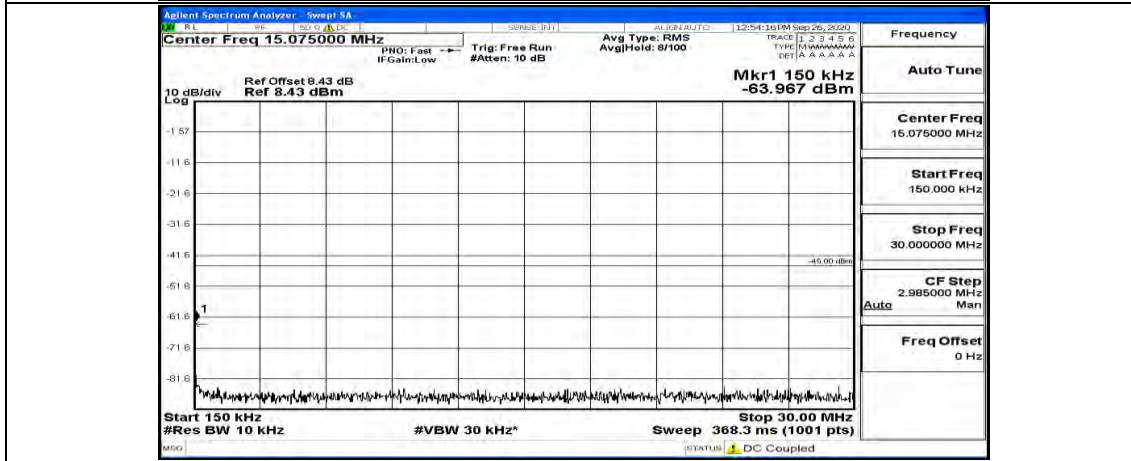 Agilent Spectrum Analyzer - Swept SA
RL RF 50 Ω DC SENSE:INT ALIGN AUTO 12:54:16 PM Sep 26, 2020
Center Freq 15.075000 MHz
PNO: Fast
IFGain:Low
Trig: Free Run
#Atten: 10 dB
Avg Type: RMS
Avg|Hold: 8/100
TRACE 1 2 3 4 5 6
TYPE MWWWWW
DET A A A A A A
Ref Offset 8.43 dB
Ref 8.43 dBm
10 dB/div
Log
Mkr1 150 kHz
-63.967 dBm
-1.57
-11.6
-21.6
-31.6
-41.6
-45.00 dBm
-51.6
-61.6
1
-71.6
-81.6
Start 150 kHz
Stop 30.00 MHz
#Res BW 10 kHz
#VBW 30 kHz*
Sweep 368.3 ms (1001 pts)
MSG
STATUS DC Coupled
Frequency
Auto Tune
Center Freq
15.075000 MHz
Start Freq
150.000 kHz
Stop Freq
30.000000 MHz
CF Step
2.985000 MHz
Auto Man
Freq Offset
0 Hz